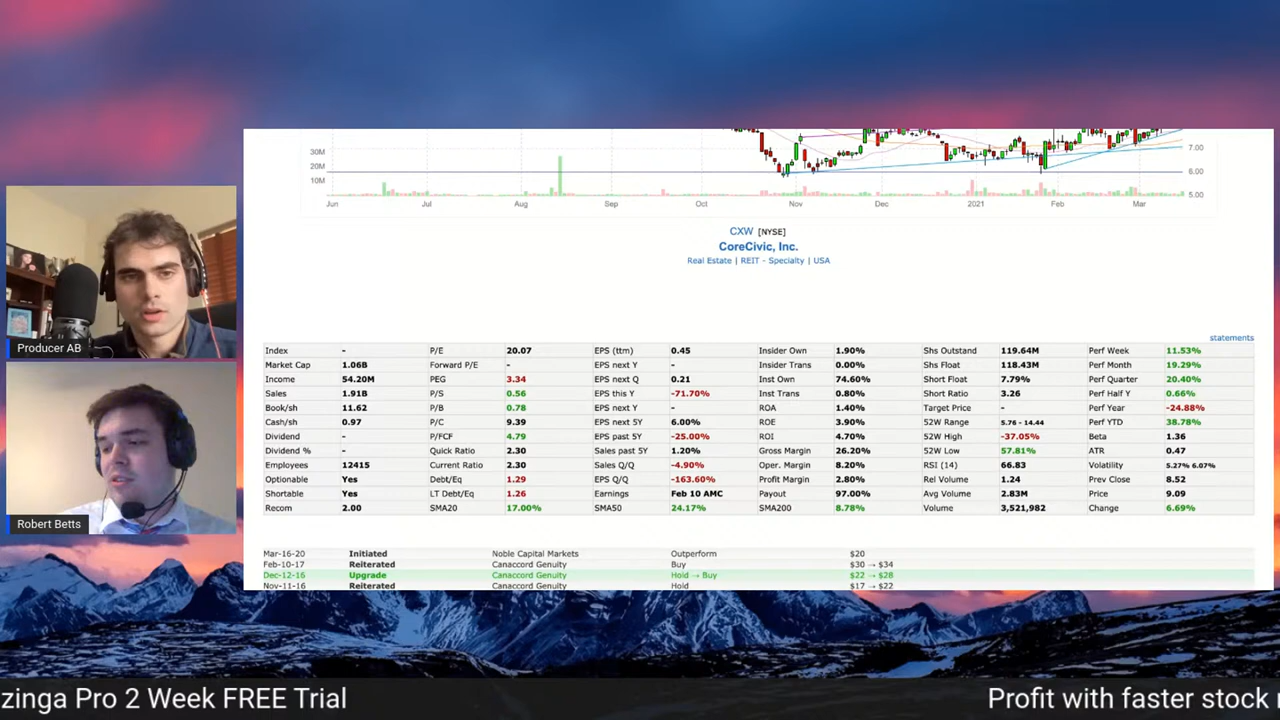 30M
20M
10M
7.00
6.00
5.00
Jun Jul Aug Sep Oct Nov Dec 2021 Feb Mar
CXW [NYSE]
CoreCivic, Inc.
Real Estate | REIT - Specialty | USA
statements
Index - P/E 20.07 EPS (ttm) 0.45 Insider Own 1.90% Shs Outstand 119.64M Perf Week 11.53%
Market Cap 1.06B Forward P/E - EPS next Y - Insider Trans 0.00% Shs Float 118.43M Perf Month 19.29%
Income 54.20M PEG 3.34 EPS next Q 0.21 Inst Own 74.60% Short Float 7.79% Perf Quarter 20.40%
Sales 1.91B P/S 0.56 EPS this Y -71.70% Inst Trans 0.80% Short Ratio 3.26 Perf Half Y 0.66%
Book/sh 11.62 P/B 0.78 EPS next Y - ROA 1.40% Target Price - Perf Year -24.88%
Cash/sh 0.97 P/C 9.39 EPS next 5Y 6.00% ROE 3.90% 52W Range 5.76 - 14.44 Perf YTD 38.78%
Dividend - P/FCF 4.79 EPS past 5Y -25.00% ROI 4.70% 52W High -37.05% Beta 1.36
Dividend % - Quick Ratio 2.30 Sales past 5Y 1.20% Gross Margin 26.20% 52W Low 57.81% ATR 0.47
Employees 12415 Current Ratio 2.30 Sales Q/Q -4.90% Oper. Margin 8.20% RSI (14) 66.83 Volatility 5.27% 6.07%
Optionable Yes Debt/Eq 1.29 EPS Q/Q -163.60% Profit Margin 2.80% Rel Volume 1.24 Prev Close 8.52
Shortable Yes LT Debt/Eq 1.26 Earnings Feb 10 AMC Payout 97.00% Avg Volume 2.83M Price 9.09
Recom 2.00 SMA20 17.00% SMA50 24.17% SMA200 8.78% Volume 3,521,982 Change 6.69%
Mar-16-20 Initiated Noble Capital Markets Outperform $20
Feb-10-17 Reiterated Canaccord Genuity Buy $30 → $34
Dec-12-16 Upgrade Canaccord Genuity Hold → Buy $22 → $28
Nov-11-16 Reiterated Canaccord Genuity Hold $17 → $22
Producer AB
Robert Betts
zinga Pro 2 Week FREE Trial
Profit with faster stock